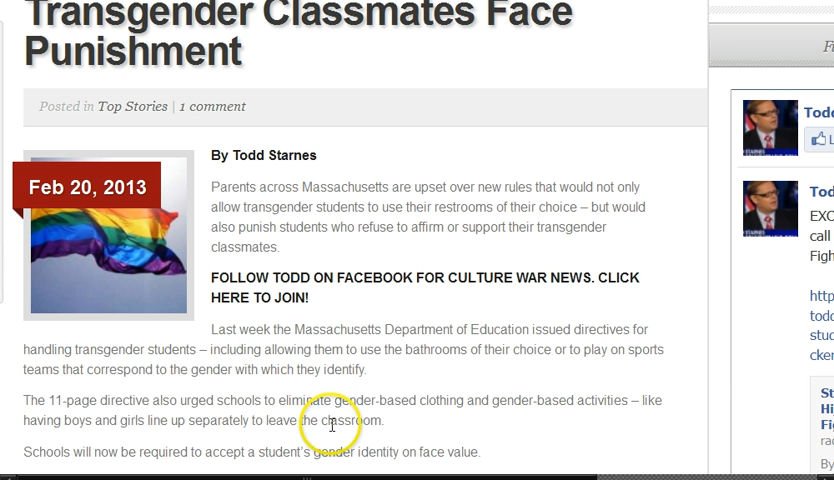 Transgender Classmates Face
Punishment
Posted in Top Stories | 1 comment
Feb 20, 2013
By Todd Starnes
Parents across Massachusetts are upset over new rules that would not only
allow transgender students to use their restrooms of their choice – but would
also punish students who refuse to affirm or support their transgender
classmates.
FOLLOW TODD ON FACEBOOK FOR CULTURE WAR NEWS. CLICK
HERE TO JOIN!
Last week the Massachusetts Department of Education issued directives for
handling transgender students – including allowing them to use the bathrooms of their choice or to play on sports
teams that correspond to the gender with which they identify.
The 11-page directive also urged schools to eliminate gender-based clothing and gender-based activities – like
having boys and girls line up separately to leave the classroom.
Schools will now be required to accept a student's gender identity on face value.
Todd
L
EXC
call
Figh
http
todd
stud
cker
St
Hi
Fi
By